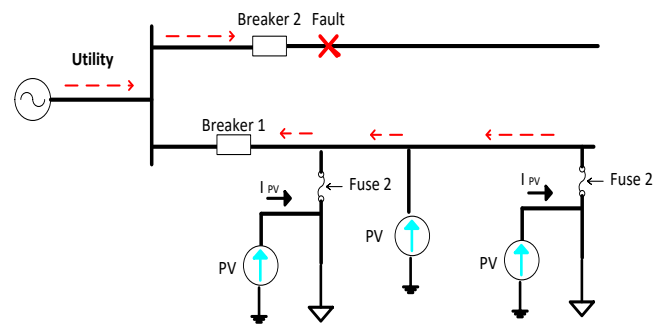 Breaker 2
Fault
Utility
Breaker 1
I PV
Fuse 2
I PV
Fuse 2
PV
PV
PV